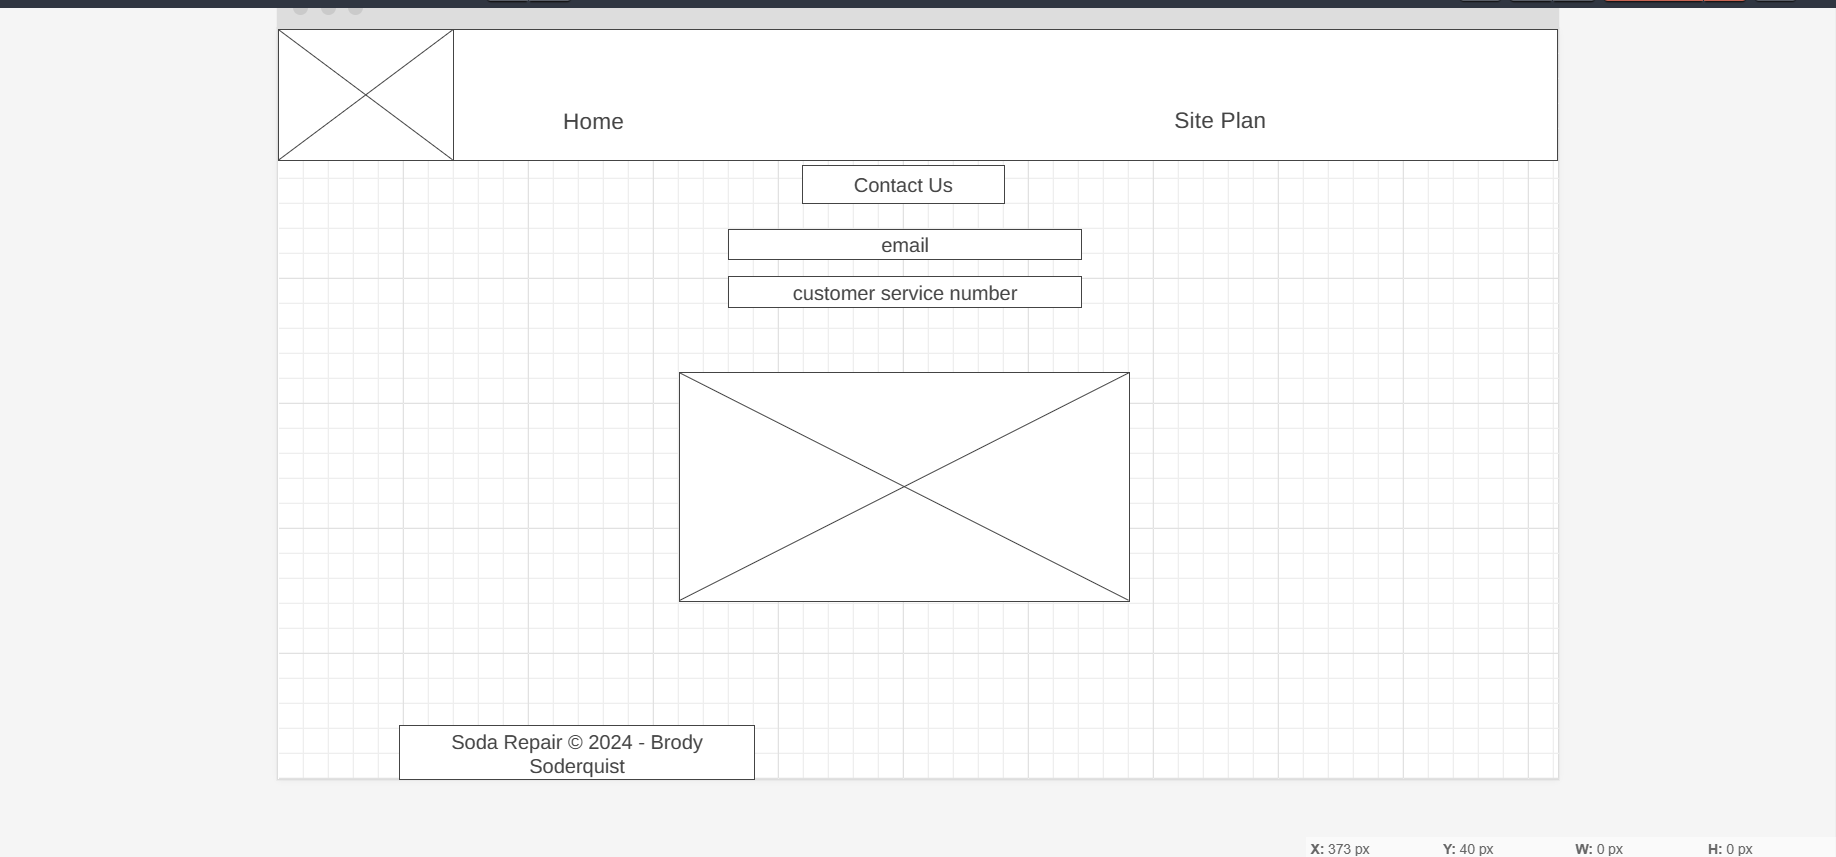 Home
Site Plan
Contact Us
email
customer service number
Soda Repair © 2024 - Brody
Soderquist
X: 373 px Y: 40 px W: 0 px H: 0 px